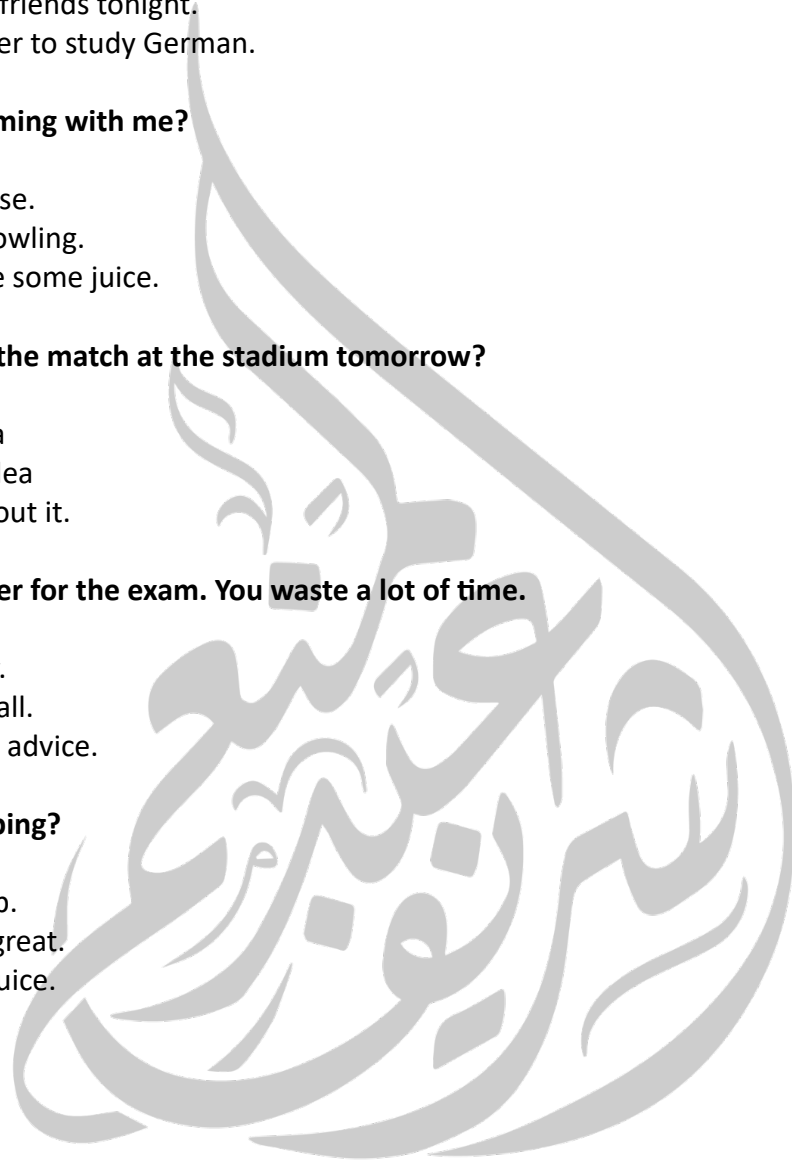 friends tonight.
er to study German.
ming with me?
se.
owling.
e some juice.
the match at the stadium tomorrow?
a
lea
out it.
er for the exam. You waste a lot of time.
.
all.
advice.
ping?
o.
great.
uice.